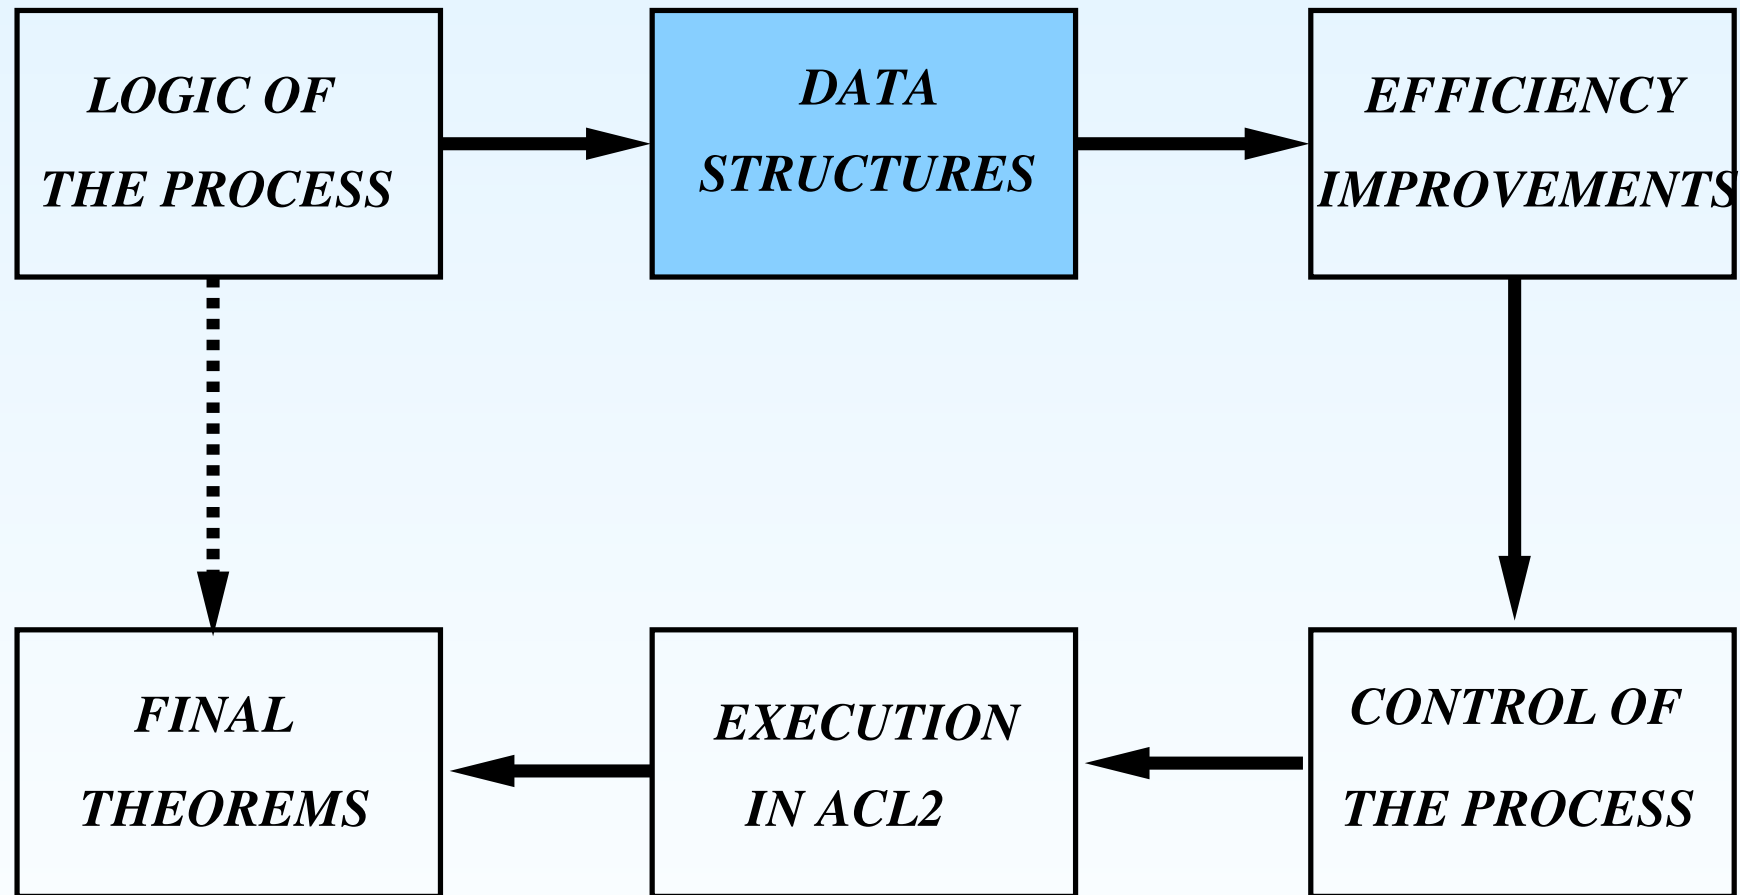 LOGIC OF
THE PROCESS
DATA
STRUCTURES
EFFICIENCY
IMPROVEMENTS
FINAL
THEOREMS
EXECUTION
IN ACL2
CONTROL OF
THE PROCESS